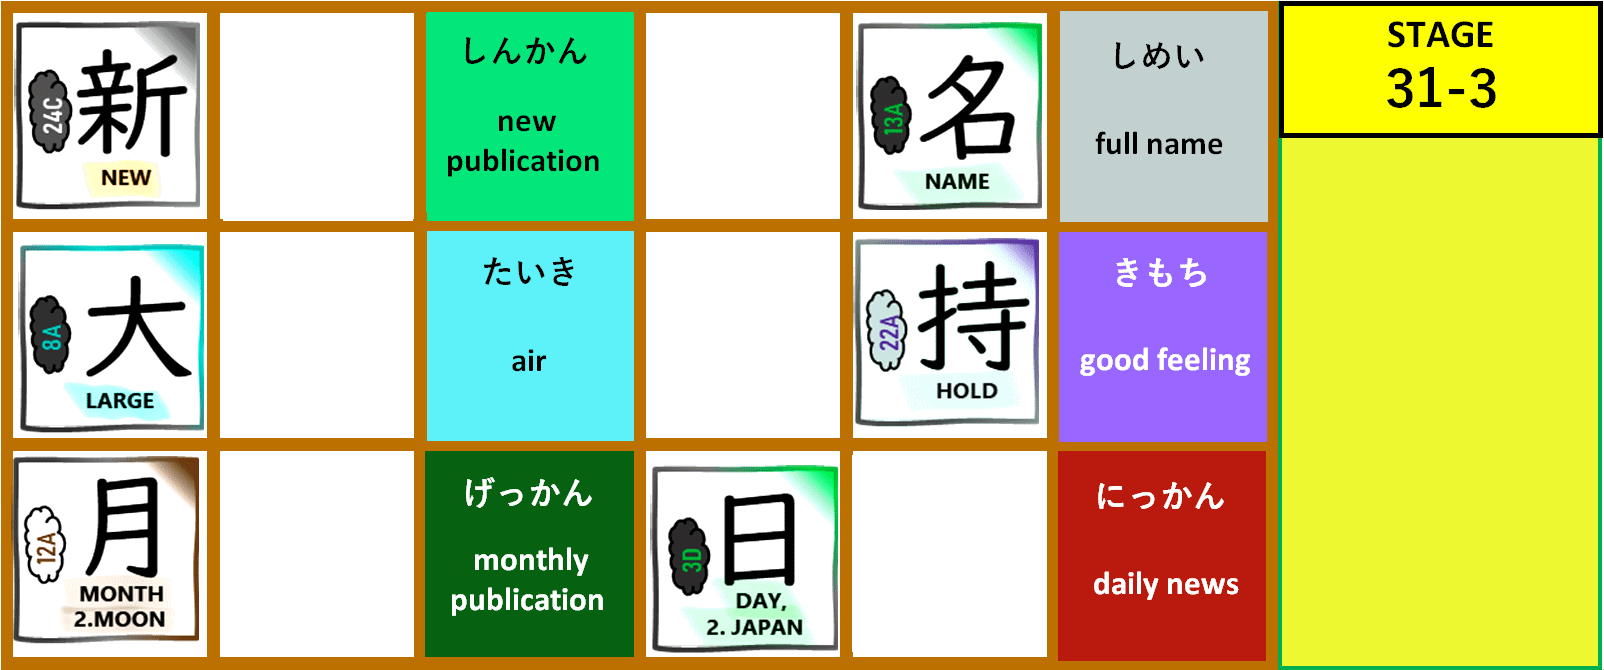 24C
新
NEW
しんかん
new
publication
13A
名
NAME
しめい
full name
STAGE
31-3
8A
大
LARGE
たいき
air
22A
持
HOLD
きもち
good feeling
12A
月
MONTH
2.MOON
げっかん
monthly
publication
3D
日
DAY,
2. JAPAN
にっかん
daily news